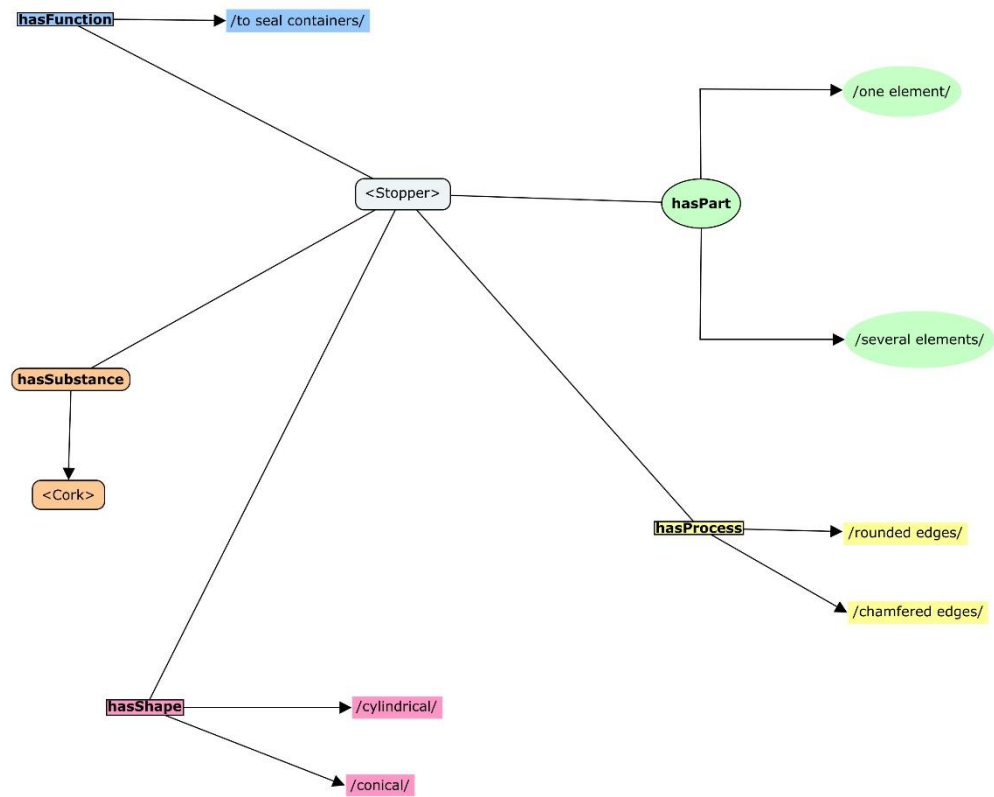 hasFunction
/to seal containers/
/one element/
<Stopper>
hasPart
/several elements/
hasSubstance
<Cork>
hasProcess
/rounded edges/
/chamfered edges/
hasShape
/cylindrical/
/conical/